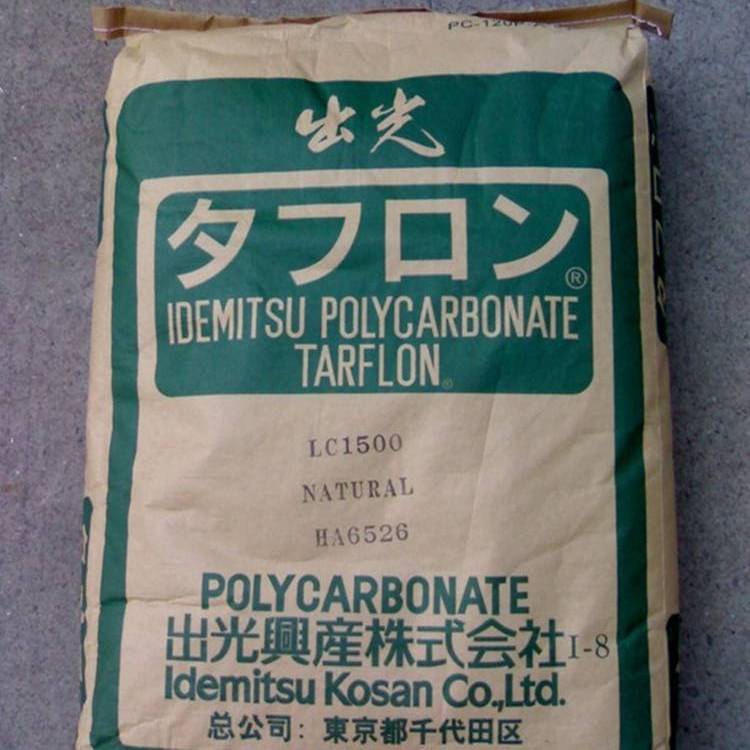 出光
タフロン®
IDEMITSU POLYCARBONATE
TARFLON®
LC1500
NATURAL
HA6526
POLYCARBONATE
出光興産株式会社 I-8
Idemitsu Kosan Co.,Ltd.
总公司：東京都千代田区